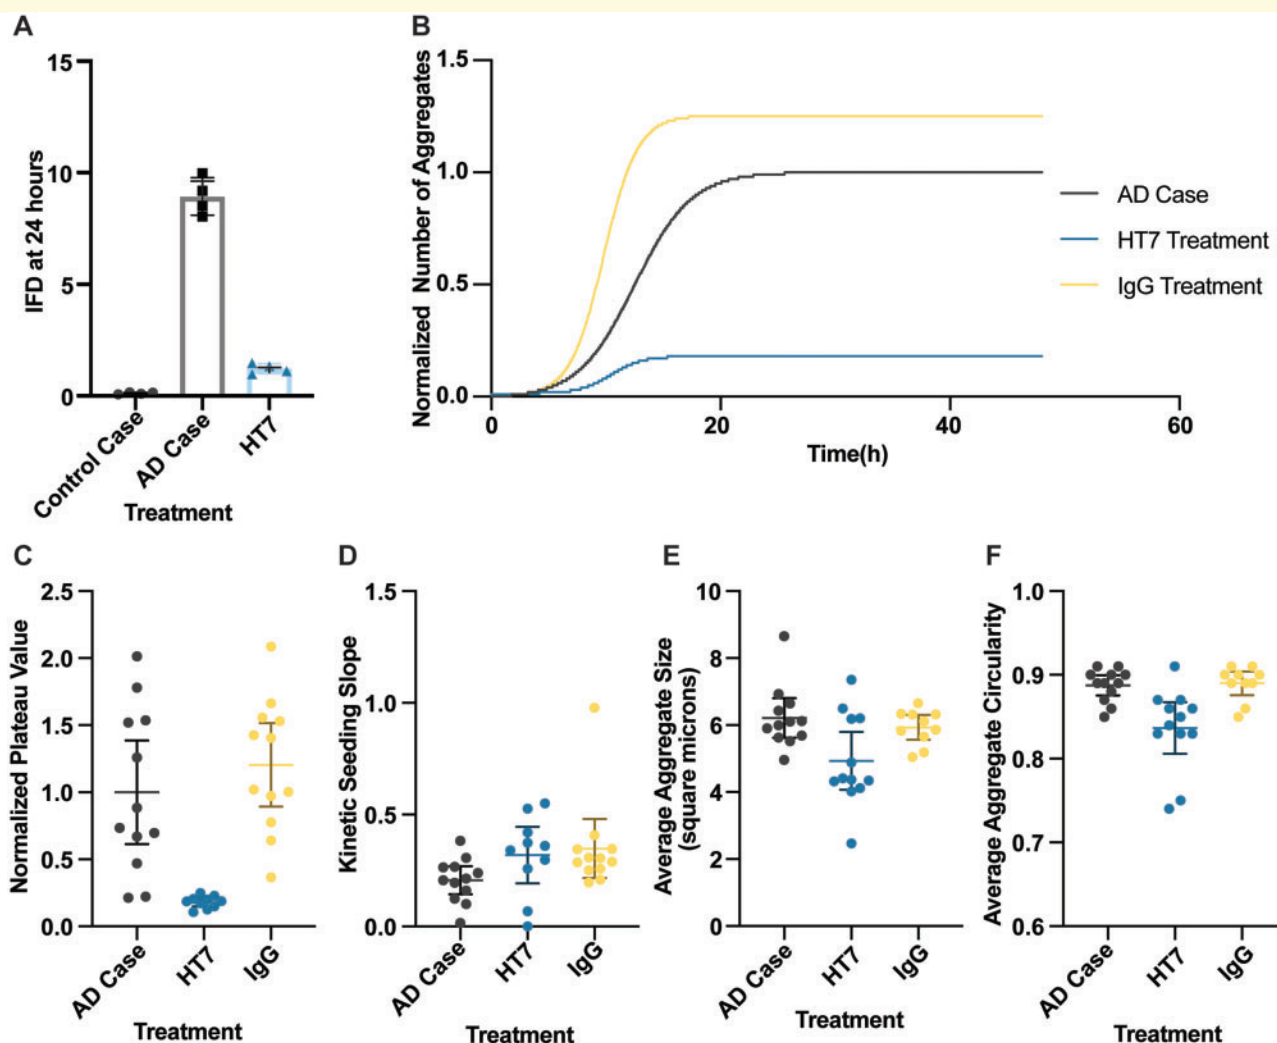 A
15
10
5
0
IFD at 24 hours
Control Case
AD Case
HT7
Treatment
B
1.5
1.0
0.5
0.0
Normalized Number of Aggregates
0
20
40
60
Time(h)
AD Case
HT7 Treatment
IgG Treatment
C
2.5
2.0
1.5
1.0
0.5
0.0
Normalized Plateau Value
AD Case
HT7
IgG
Treatment
D
1.5
1.0
0.5
0.0
Kinetic Seeding Slope
AD Case
HT7
IgG
Treatment
E
10
8
6
4
2
0
Average Aggregate Size
(square microns)
AD Case
HT7
IgG
Treatment
F
1.0
0.9
0.8
0.7
0.6
Average Aggregate Circularity
AD Case
HT7
IgG
Treatment